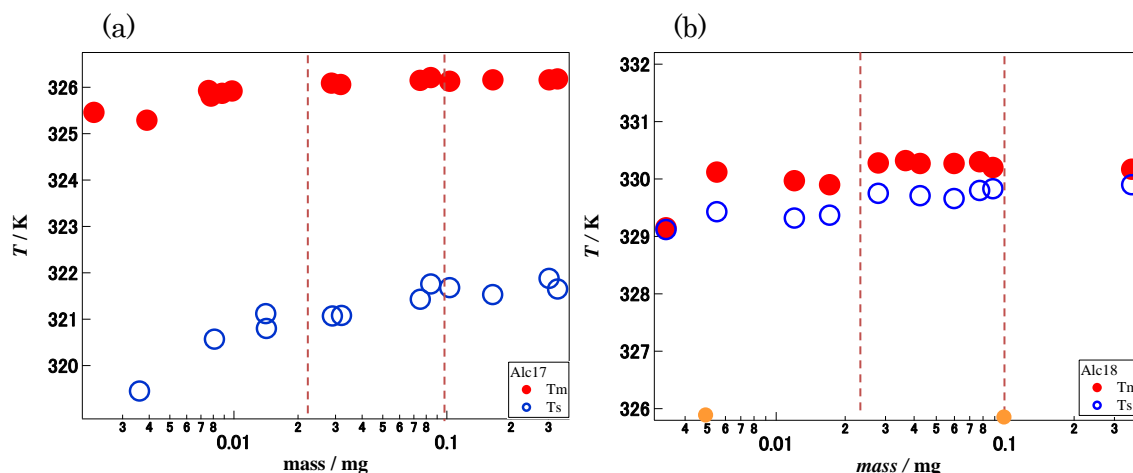 (a)
326
325
324
323
322
321
320
T / K
Alc17
Tm
Ts
3 4 5 6 7 8 0.01 2 3 4 5 6 7 8 0.1 2 3
mass / mg
(b)
332
331
330
329
328
327
326
T / K
Alc18
Tm
Ts
4 5 6 7 8 0.01 2 3 4 5 6 7 8 0.1 2 3
mass / mg